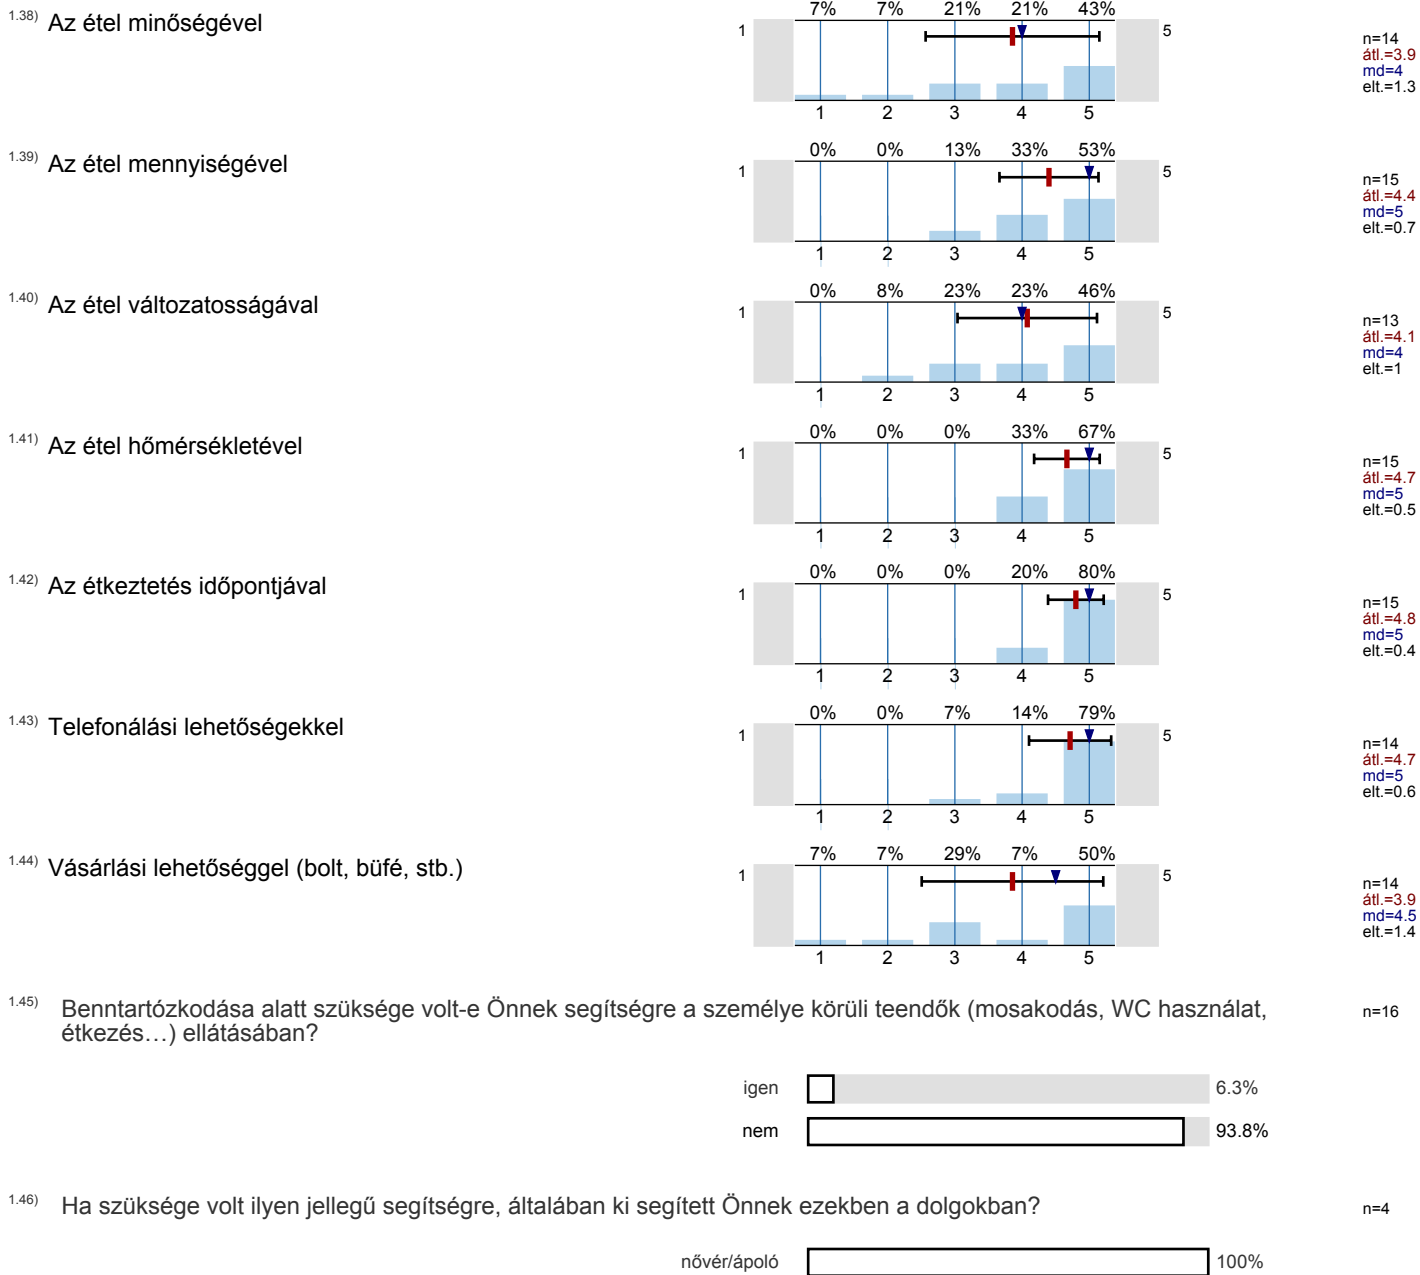 1.38) Az étel minőségével
7% 7% 21% 21% 43%
1 5
n=14
átl.=3.9
md=4
elt.=1.3
1 2 3 4 5
1.39) Az étel mennyiségével
0% 0% 13% 33% 53%
1 5
n=15
átl.=4.4
md=5
elt.=0.7
1 2 3 4 5
1.40) Az étel változatosságával
0% 8% 23% 23% 46%
1 5
n=13
átl.=4.1
md=4
elt.=1
1 2 3 4 5
1.41) Az étel hőmérsékletével
0% 0% 0% 33% 67%
1 5
n=15
átl.=4.7
md=5
elt.=0.5
1 2 3 4 5
1.42) Az étkeztetés időpontjával
0% 0% 0% 20% 80%
1 5
n=15
átl.=4.8
md=5
elt.=0.4
1 2 3 4 5
1.43) Telefonálási lehetőségekkel
0% 0% 7% 14% 79%
1 5
n=14
átl.=4.7
md=5
elt.=0.6
1 2 3 4 5
1.44) Vásárlási lehetőséggel (bolt, büfé, stb.)
7% 7% 29% 7% 50%
1 5
n=14
átl.=3.9
md=4.5
elt.=1.4
1 2 3 4 5
1.45) Benntartózkodása alatt szüksége volt-e Önnek segítségre a személye körüli teendők (mosakodás, WC használat,
étkezés…) ellátásában?
n=16
igen 6.3%
nem 93.8%
1.46) Ha szüksége volt ilyen jellegű segítségre, általában ki segített Önnek ezekben a dolgokban?
n=4
nővér/ápoló 100%